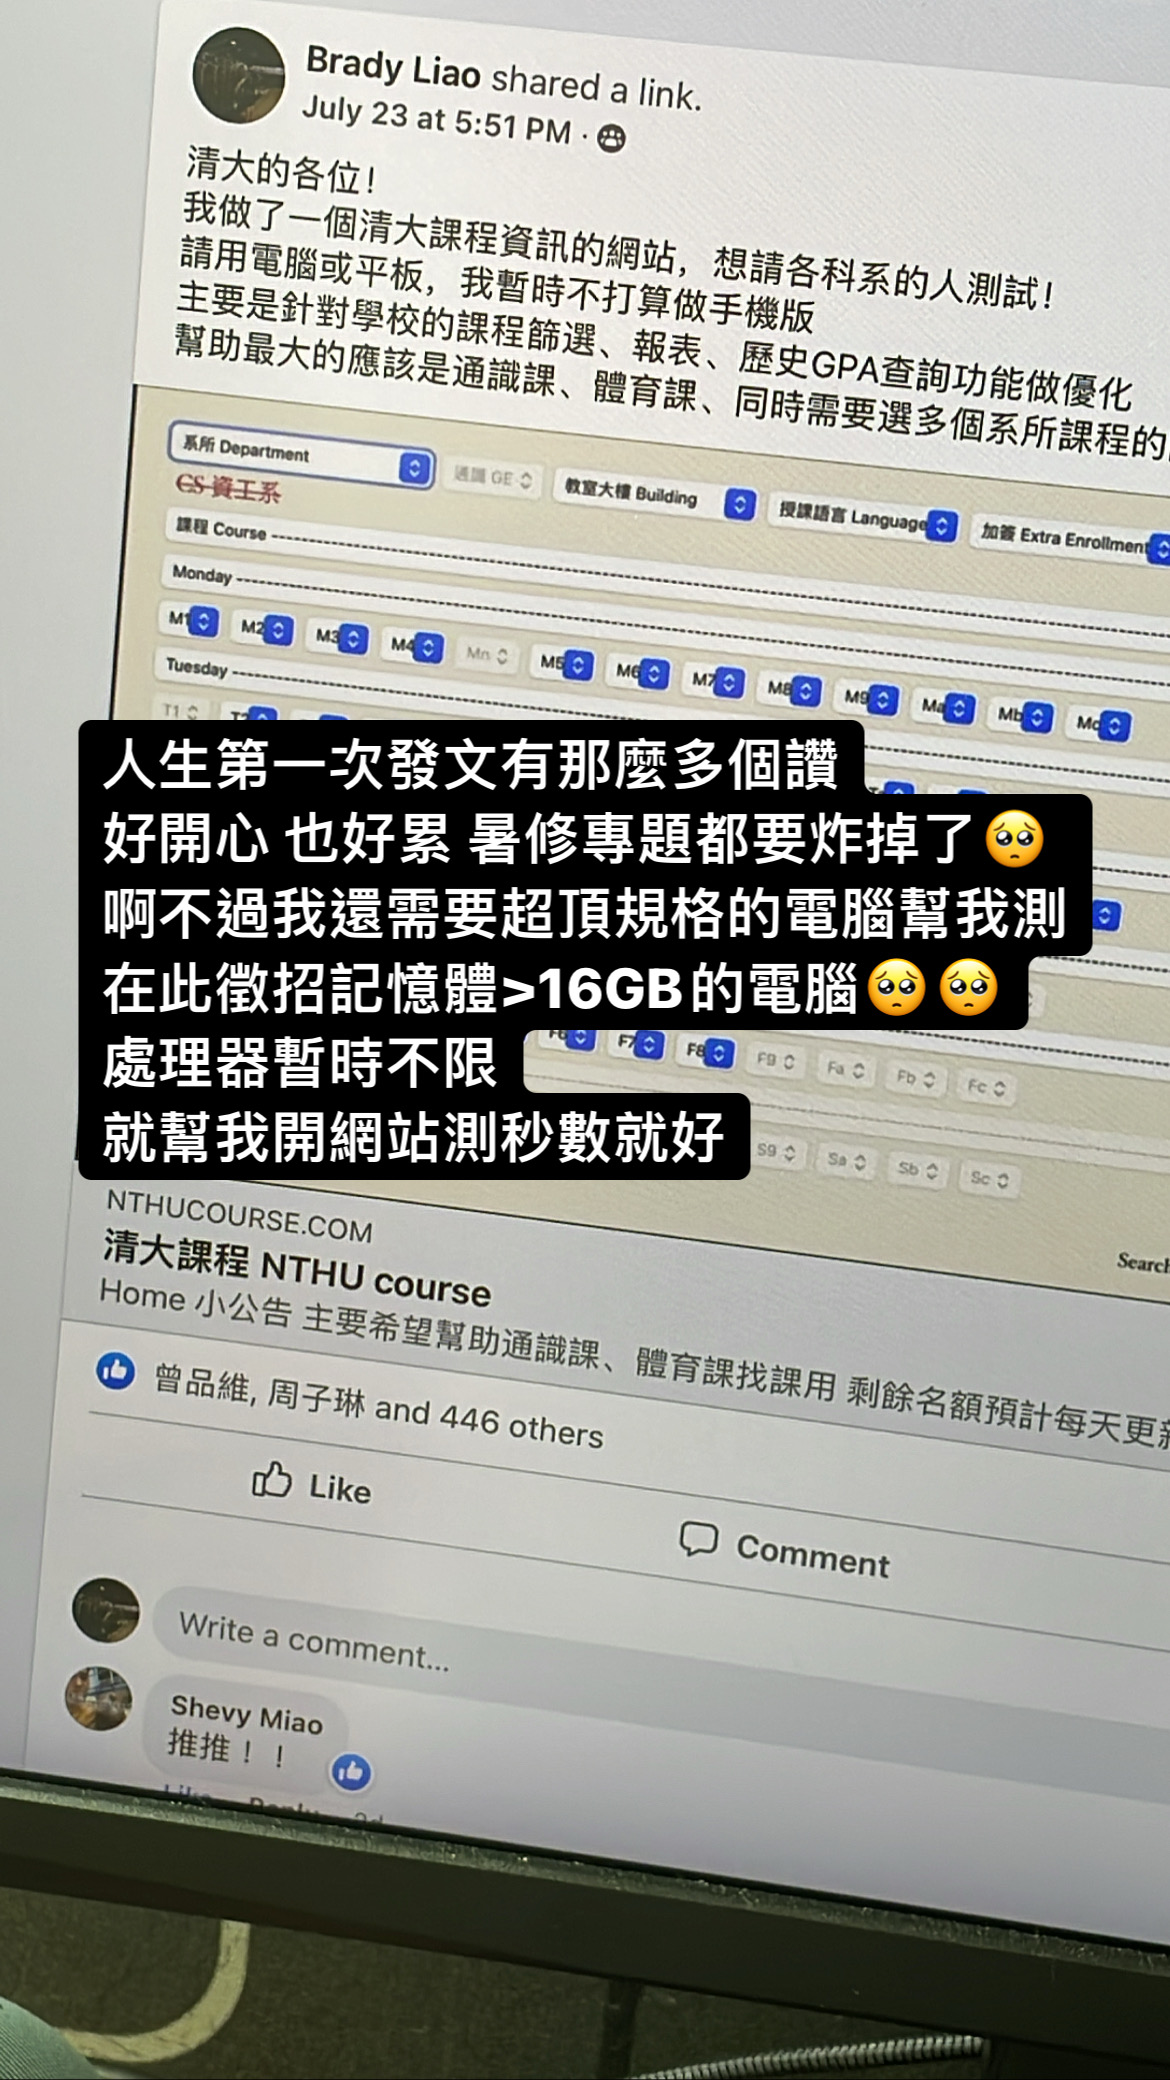 Brady Liao shared a link.
July 23 at 5:51 PM ·
清大的各位！
我做了一個清大課程資訊的網站，想請各科系的人測試！
請用電腦或平板，我暫時不打算做手機版
主要是針對學校的課程篩選、報表、歷史GPA查詢功能做優化
幫助最大的應該是通識課、體育課、同時需要選多個系所課程的
系所 Department 通識 GE 教室大樓 Building 授課語言 Language 加簽 Extra Enrollment
CS 資工系
課程 Course
Monday
M1 M2 M3 M4 Mn M5 M6 M7 M8 M9 Ma Mb Mc
Tuesday
T1 T2
人生第一次發文有那麼多個讚
好開心 也好累 暑修專題都要炸掉了🥺
啊不過我還需要超頂規格的電腦幫我測
在此徵招記憶體>16GB的電腦🥺🥺
處理器暫時不限
就幫我開網站測秒數就好
F6 F7 F8 F9 Fa Fb Fc
S9 Sa Sb Sc
Search
NTHUCOURSE.COM
清大課程 NTHU course
Home 小公告 主要希望幫助通識課、體育課找課用 剩餘名額預計每天更新
曾品維, 周子琳 and 446 others
Like
Comment
Write a comment...
Shevy Miao
推推！！
Like Reply 2d